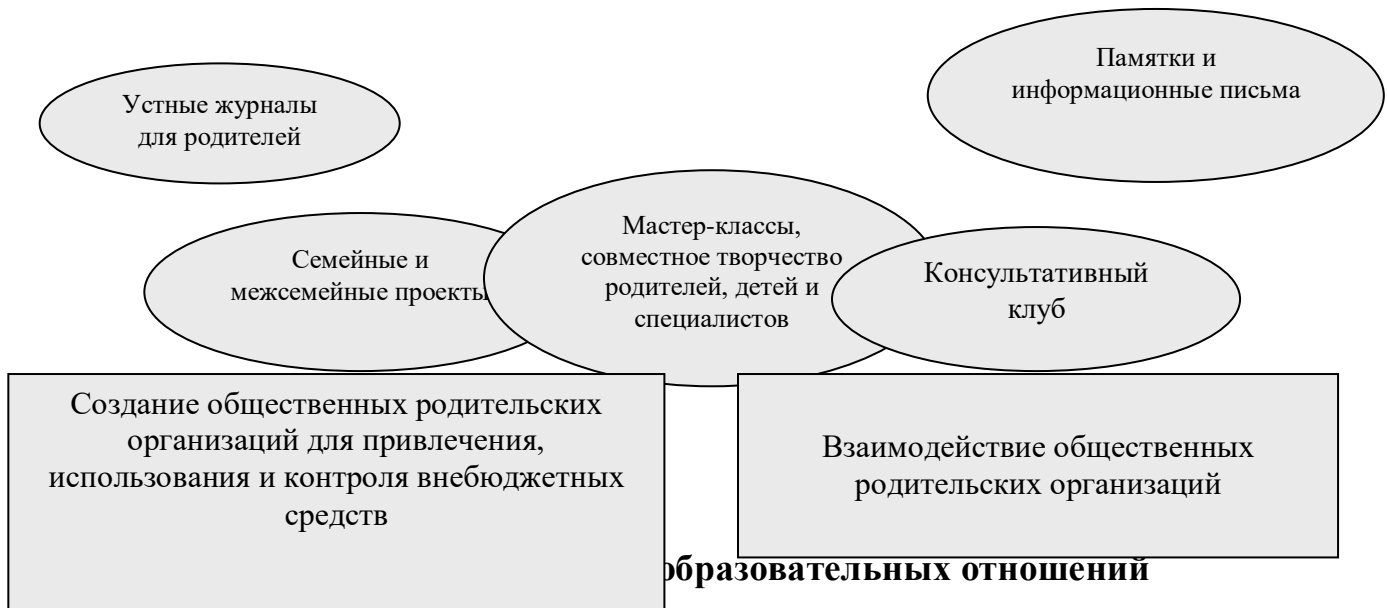 Памятки и
информационные письма
Устные журналы
для родителей
Мастер-классы,
совместное творчество
родителей, детей и
специалистов
Семейные и
межсемейные проекты
Консультативный
клуб
Создание общественных родительских
организаций для привлечения,
использования и контроля внебюджетных
средств
Взаимодействие общественных
родительских организаций
образовательных отношений